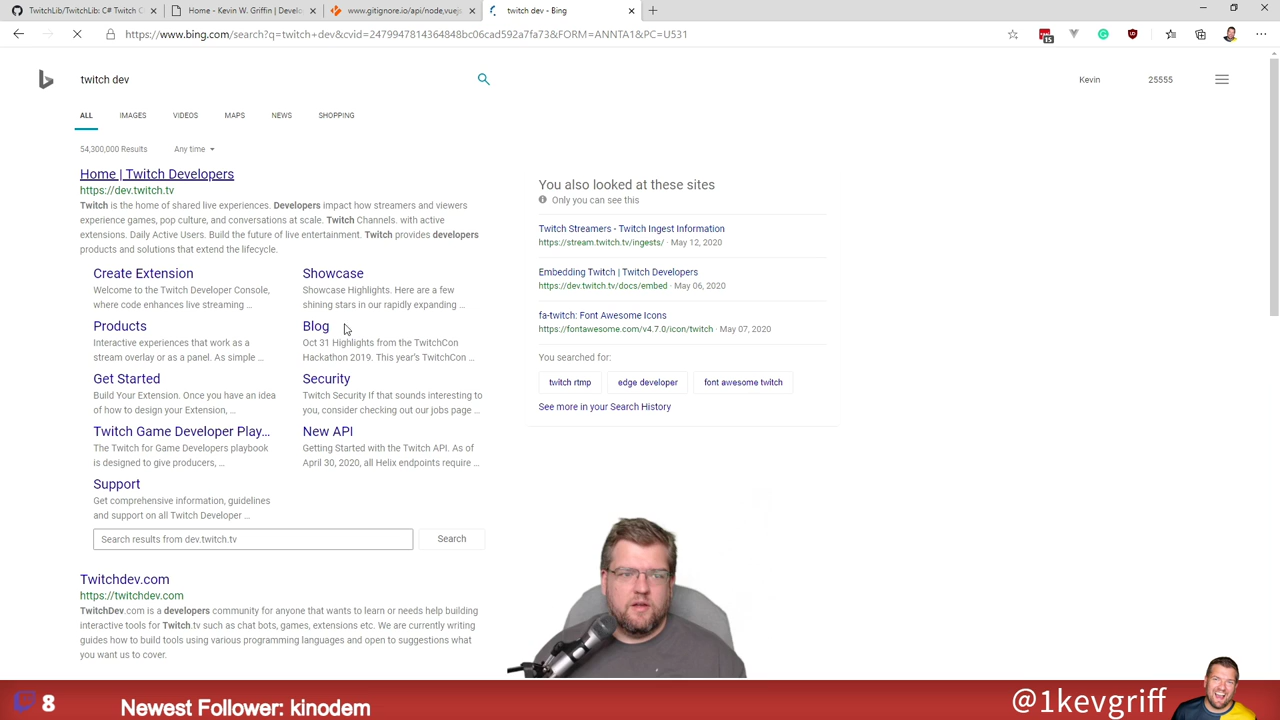 TwitchLib/TwitchLib: C# Twitch C
Home - Kevin W. Griffin | Develo
www.gitignore.io/api/node,vuejs
twitch dev - Bing
https://www.bing.com/search?q=twitch+dev&cvid=2479947814364848bc06cad592a7fa73&FORM=ANNTA1&PC=U531
15
twitch dev
Kevin
25555
ALL IMAGES VIDEOS MAPS NEWS SHOPPING
54,300,000 Results Any time
Home | Twitch Developers
https://dev.twitch.tv
Twitch is the home of shared live experiences. Developers impact how streamers and viewers
experience games, pop culture, and conversations at scale. Twitch Channels. with active
extensions. Daily Active Users. Build the future of live entertainment. Twitch provides developers
products and solutions that extend the lifecycle.
Create Extension
Welcome to the Twitch Developer Console,
where code enhances live streaming ...
Showcase
Showcase Highlights. Here are a few
shining stars in our rapidly expanding ...
Products
Interactive experiences that work as a
stream overlay or as a panel. As simple ...
Blog
Oct 31 Highlights from the TwitchCon
Hackathon 2019. This year's TwitchCon ...
Get Started
Build Your Extension. Once you have an idea
of how to design your Extension, ...
Security
Twitch Security If that sounds interesting to
you, consider checking out our jobs page ...
Twitch Game Developer Play...
The Twitch for Game Developers playbook
is designed to give producers, ...
New API
Getting Started with the Twitch API. As of
April 30, 2020, all Helix endpoints require ...
Support
Get comprehensive information, guidelines
and support on all Twitch Developer ...
Search results from dev.twitch.tv
Search
Twitchdev.com
https://twitchdev.com
TwitchDev.com is a developers community for anyone that wants to learn or needs help building
interactive tools for Twitch.tv such as chat bots, games, extensions etc. We are currently writing
guides how to build tools using various programming languages and open to suggestions what
you want us to cover.
You also looked at these sites
Only you can see this
Twitch Streamers - Twitch Ingest Information
https://stream.twitch.tv/ingests/ · May 12, 2020
Embedding Twitch | Twitch Developers
https://dev.twitch.tv/docs/embed · May 06, 2020
fa-twitch: Font Awesome Icons
https://fontawesome.com/v4.7.0/icon/twitch · May 07, 2020
You searched for:
twitch rtmp
edge developer
font awesome twitch
See more in your Search History
8
Newest Follower: kinodem
@1kevgriff